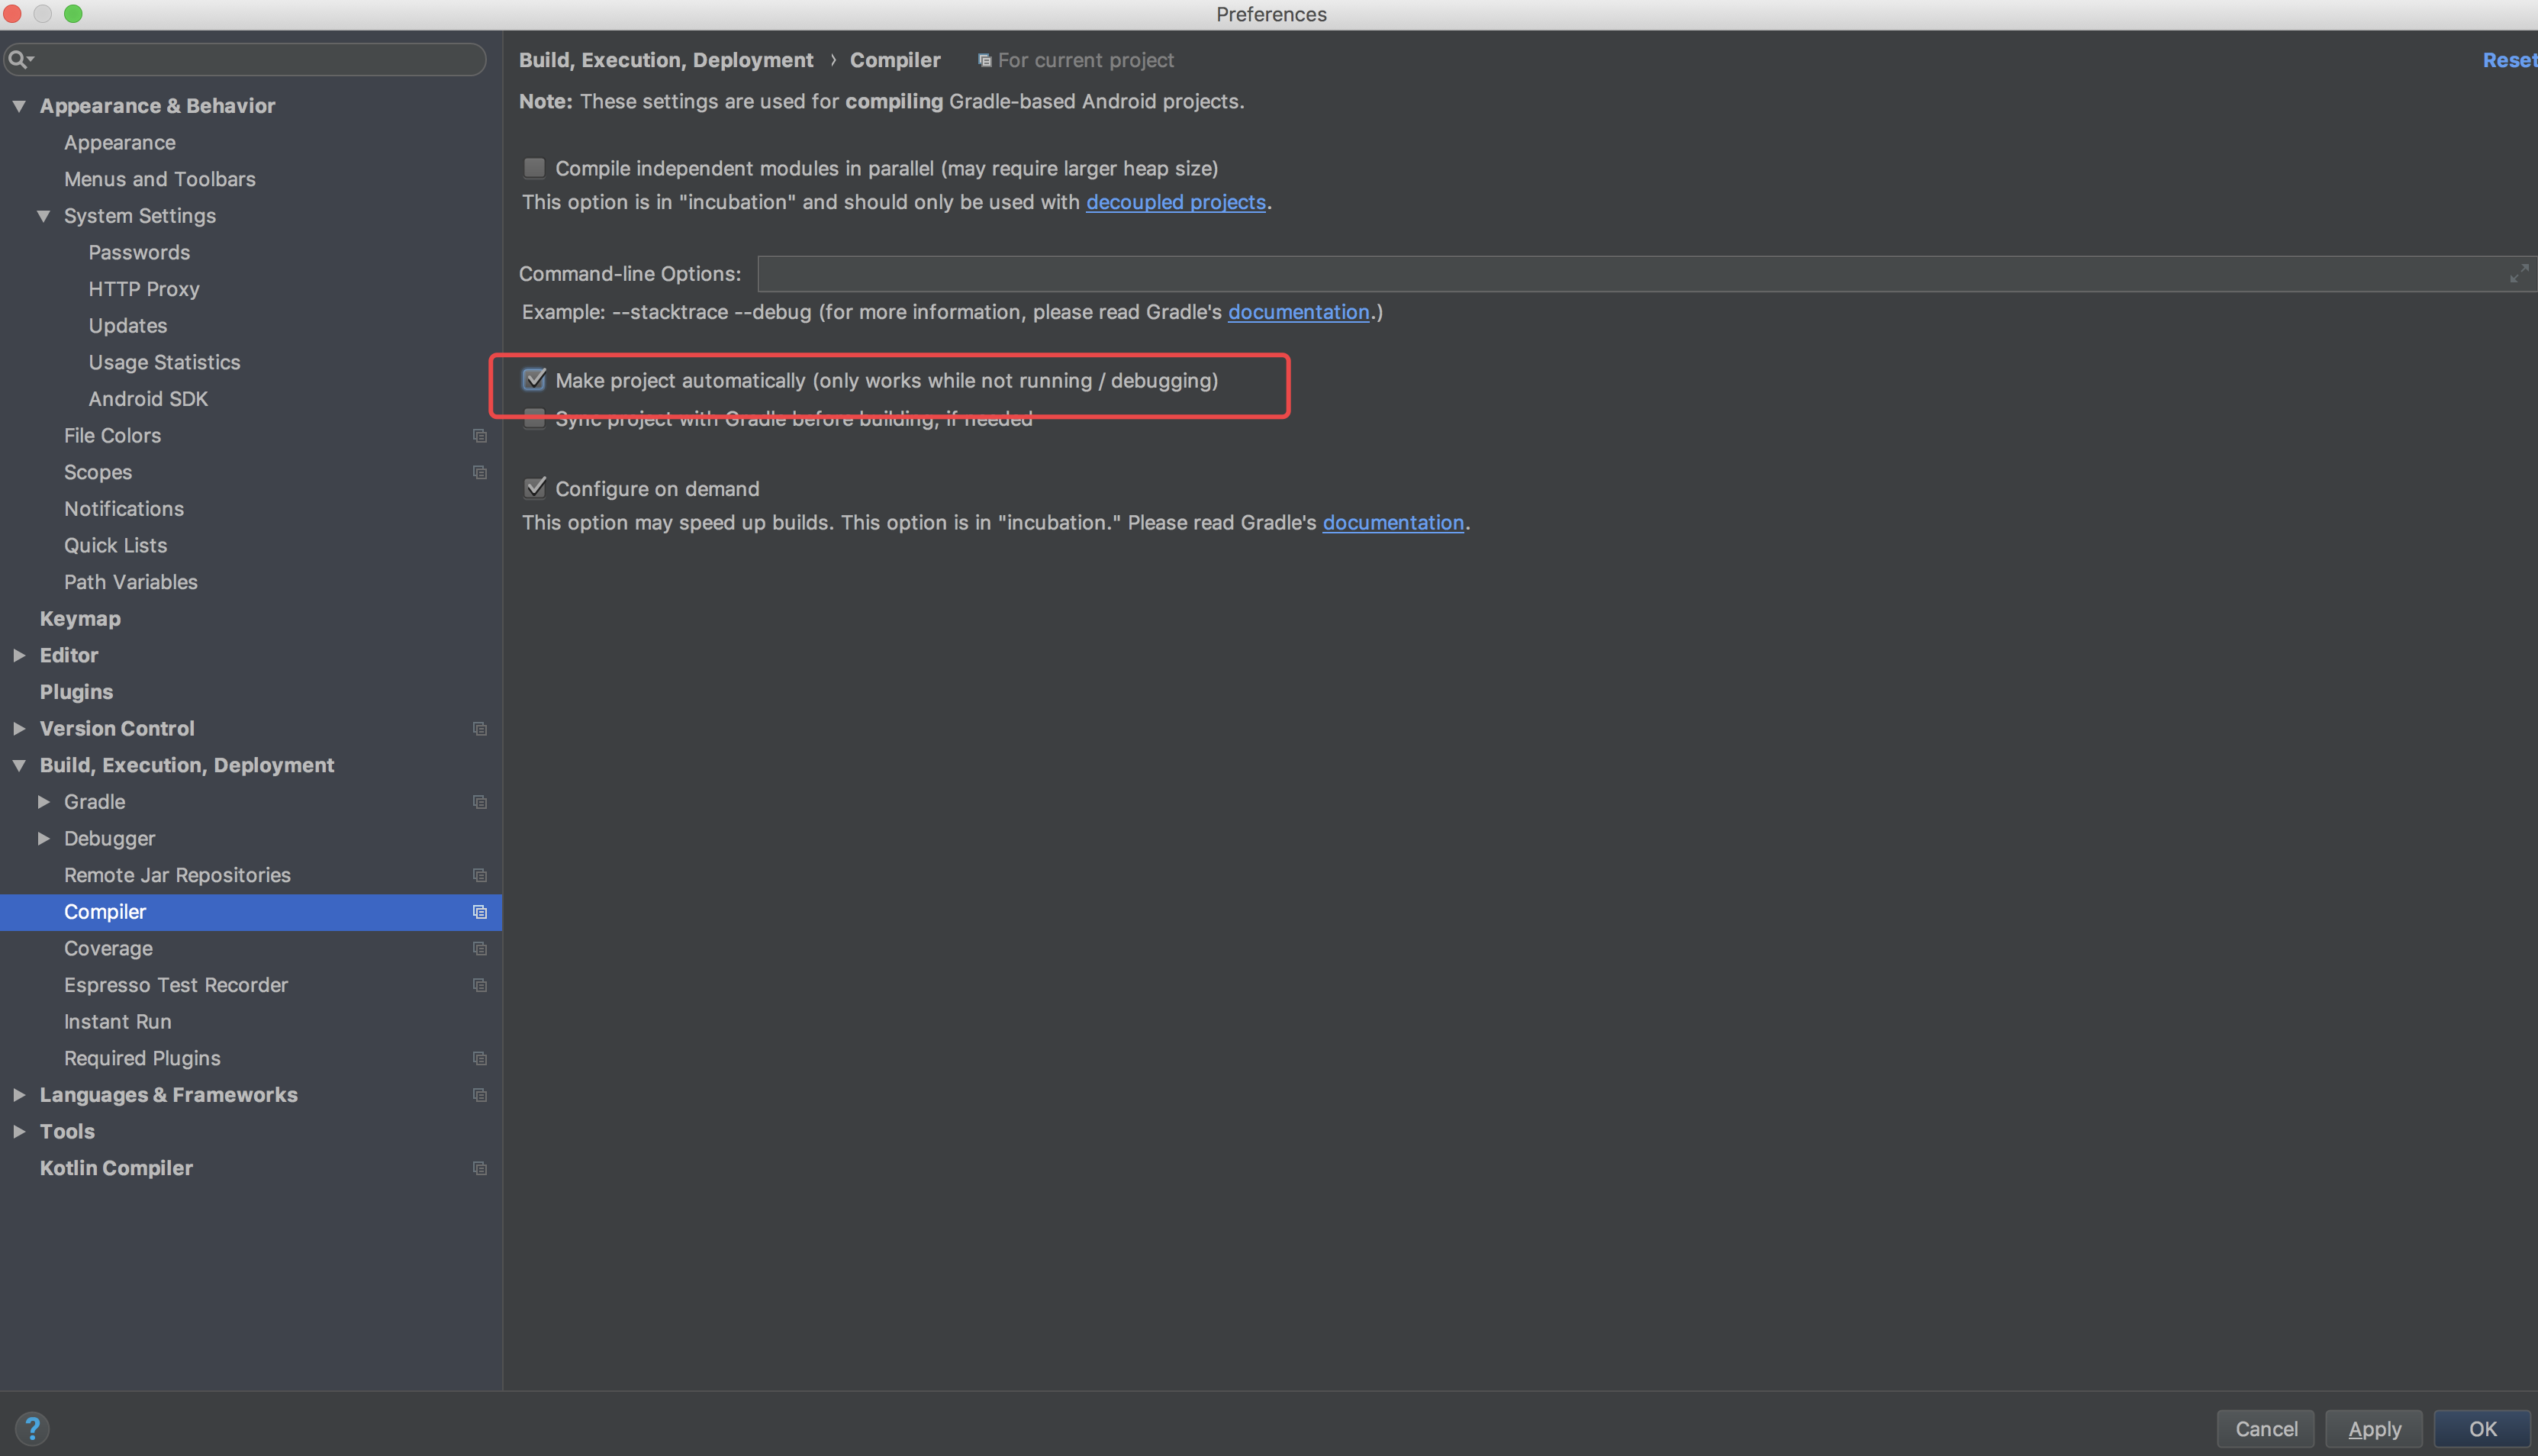 Preferences
Appearance & Behavior
Appearance
Menus and Toolbars
System Settings
Passwords
HTTP Proxy
Updates
Usage Statistics
Android SDK
File Colors
Scopes
Notifications
Quick Lists
Path Variables
Keymap
Editor
Plugins
Version Control
Build, Execution, Deployment
Gradle
Debugger
Remote Jar Repositories
Compiler
Coverage
Espresso Test Recorder
Instant Run
Required Plugins
Languages & Frameworks
Tools
Kotlin Compiler
Build, Execution, Deployment › Compiler For current project Reset
Note: These settings are used for compiling Gradle-based Android projects.
Compile independent modules in parallel (may require larger heap size)
This option is in "incubation" and should only be used with decoupled projects.
Command-line Options:
Example: --stacktrace --debug (for more information, please read Gradle's documentation.)
Make project automatically (only works while not running / debugging)
Sync project with Gradle before building, if needed
Configure on demand
This option may speed up builds. This option is in "incubation." Please read Gradle's documentation.
? Cancel Apply OK